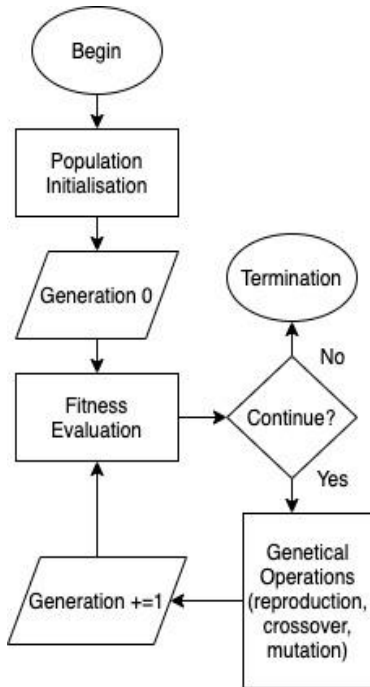 Begin
Population
Initialisation
Generation 0
Termination
No
Fitness
Evaluation
Continue?
Yes
Genetical
Operations
(reproduction,
crossover,
mutation)
Generation +=1